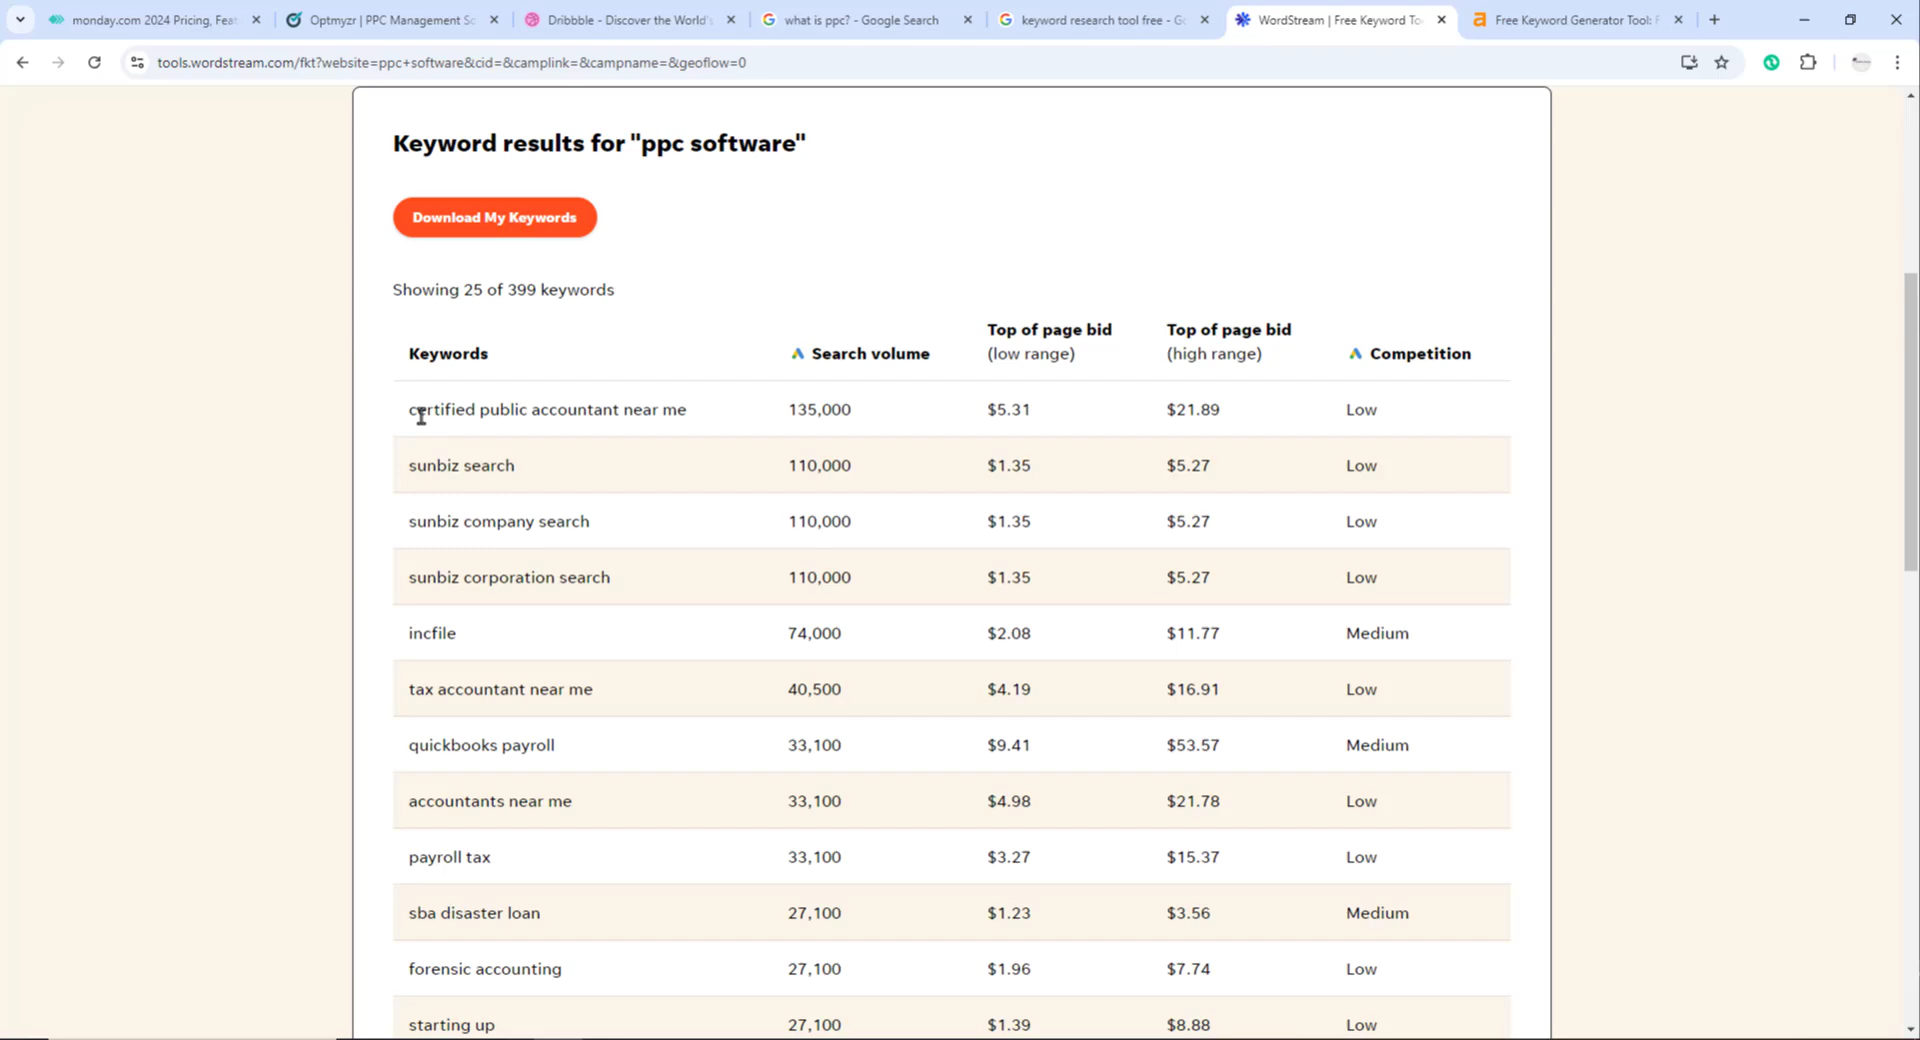 monday.com 2024 Pricing, Feat
Optmyzr | PPC Management So
Dribbble - Discover the World's
what is ppc? - Google Search
keyword research tool free - Go
WordStream | Free Keyword To
Free Keyword Generator Tool: F
tools.wordstream.com/fkt?website=ppc+software&cid=&camplink=&campname=&geoflow=0
Keyword results for "ppc software"
Download My Keywords
Showing 25 of 399 keywords
Keywords Search volume Top of page bid (low range) Top of page bid (high range) Competition
certified public accountant near me 135,000 $5.31 $21.89 Low
sunbiz search 110,000 $1.35 $5.27 Low
sunbiz company search 110,000 $1.35 $5.27 Low
sunbiz corporation search 110,000 $1.35 $5.27 Low
incfile 74,000 $2.08 $11.77 Medium
tax accountant near me 40,500 $4.19 $16.91 Low
quickbooks payroll 33,100 $9.41 $53.57 Medium
accountants near me 33,100 $4.98 $21.78 Low
payroll tax 33,100 $3.27 $15.37 Low
sba disaster loan 27,100 $1.23 $3.56 Medium
forensic accounting 27,100 $1.96 $7.74 Low
starting up 27,100 $1.39 $8.88 Low